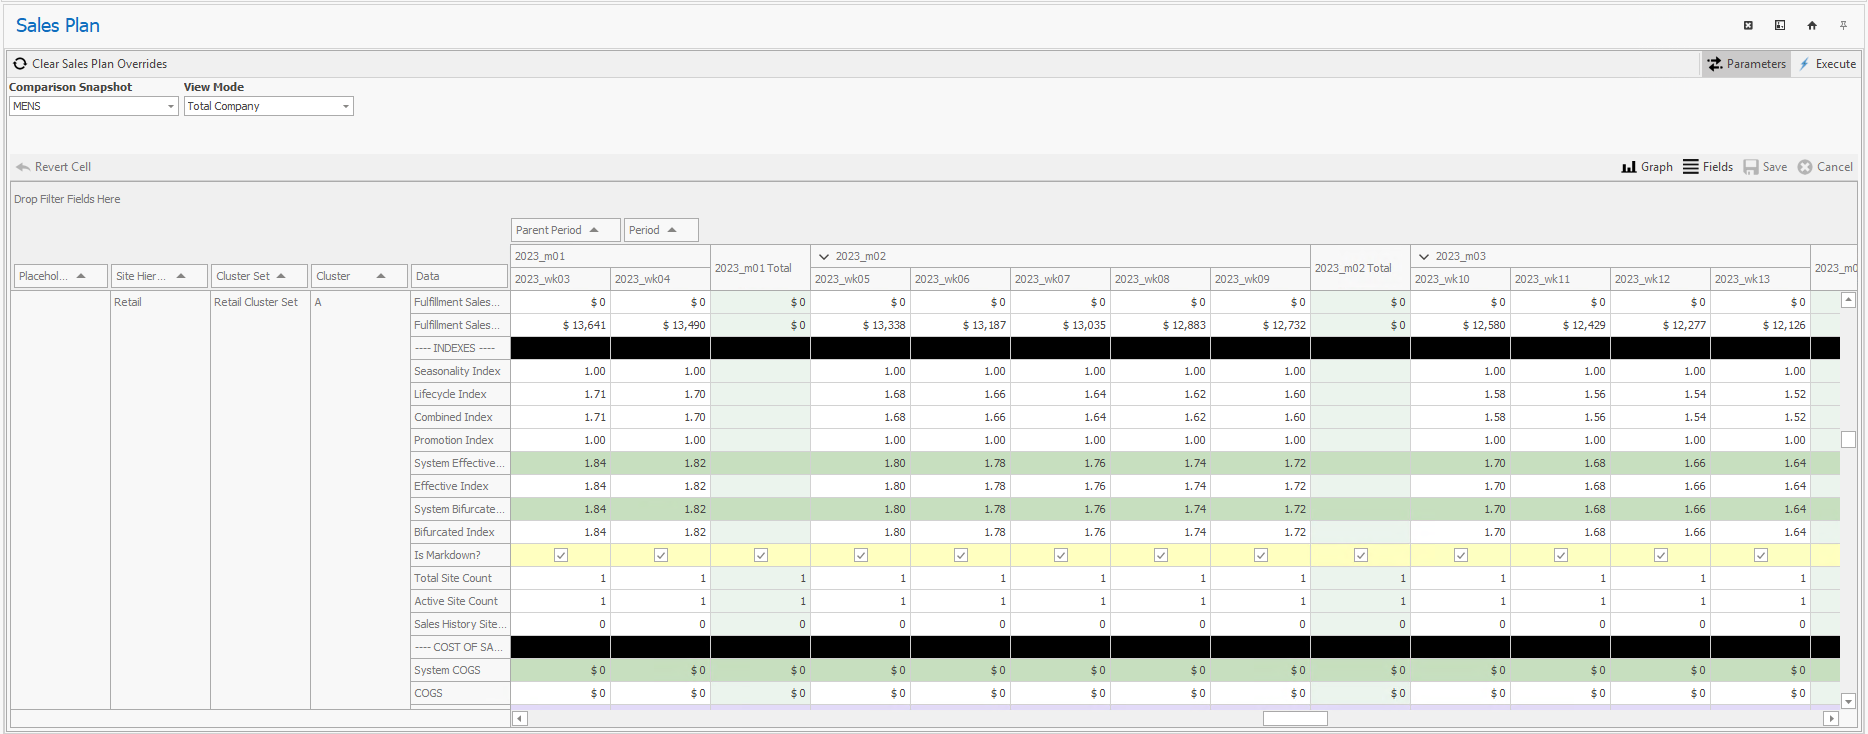 Sales Plan
Clear Sales Plan Overrides Parameters Execute
Comparison Snapshot View Mode
MENS Total Company
Revert Cell Graph Fields Save Cancel
Drop Filter Fields Here
Parent Period Period
2023_m01 2023_m01 Total 2023_m02 2023_m02 Total 2023_m03 2023_m0
Placehol... Site Hier... Cluster Set Cluster Data 2023_wk03 2023_wk04 2023_wk05 2023_wk06 2023_wk07 2023_wk08 2023_wk09 2023_wk10 2023_wk11 2023_wk12 2023_wk13
Retail Retail Cluster Set A Fulfillment Sales... $ 0 $ 0 $ 0 $ 0 $ 0 $ 0 $ 0 $ 0 $ 0 $ 0 $ 0 $ 0 $ 0
Fulfillment Sales... $ 13,641 $ 13,490 $ 0 $ 13,338 $ 13,187 $ 13,035 $ 12,883 $ 12,732 $ 0 $ 12,580 $ 12,429 $ 12,277 $ 12,126
---- INDEXES ----
Seasonality Index 1.00 1.00 1.00 1.00 1.00 1.00 1.00 1.00 1.00 1.00 1.00
Lifecycle Index 1.71 1.70 1.68 1.66 1.64 1.62 1.60 1.58 1.56 1.54 1.52
Combined Index 1.71 1.70 1.68 1.66 1.64 1.62 1.60 1.58 1.56 1.54 1.52
Promotion Index 1.00 1.00 1.00 1.00 1.00 1.00 1.00 1.00 1.00 1.00 1.00
System Effective... 1.84 1.82 1.80 1.78 1.76 1.74 1.72 1.70 1.68 1.66 1.64
Effective Index 1.84 1.82 1.80 1.78 1.76 1.74 1.72 1.70 1.68 1.66 1.64
System Bifurcate... 1.84 1.82 1.80 1.78 1.76 1.74 1.72 1.70 1.68 1.66 1.64
Bifurcated Index 1.84 1.82 1.80 1.78 1.76 1.74 1.72 1.70 1.68 1.66 1.64
Is Markdown?
Total Site Count 1 1 1 1 1 1 1 1 1 1 1 1 1
Active Site Count 1 1 1 1 1 1 1 1 1 1 1 1 1
Sales History Site... 0 0 0 0 0 0 0 0 0 0 0 0 0
---- COST OF SA...
System COGS $ 0 $ 0 $ 0 $ 0 $ 0 $ 0 $ 0 $ 0 $ 0 $ 0 $ 0 $ 0 $ 0
COGS $ 0 $ 0 $ 0 $ 0 $ 0 $ 0 $ 0 $ 0 $ 0 $ 0 $ 0 $ 0 $ 0